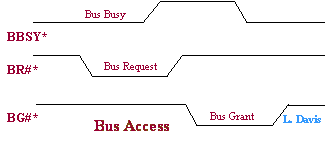 Bus Busy
BBSY*
BR#*
Bus Request
BG#*
Bus Grant
L. Davis
Bus Access